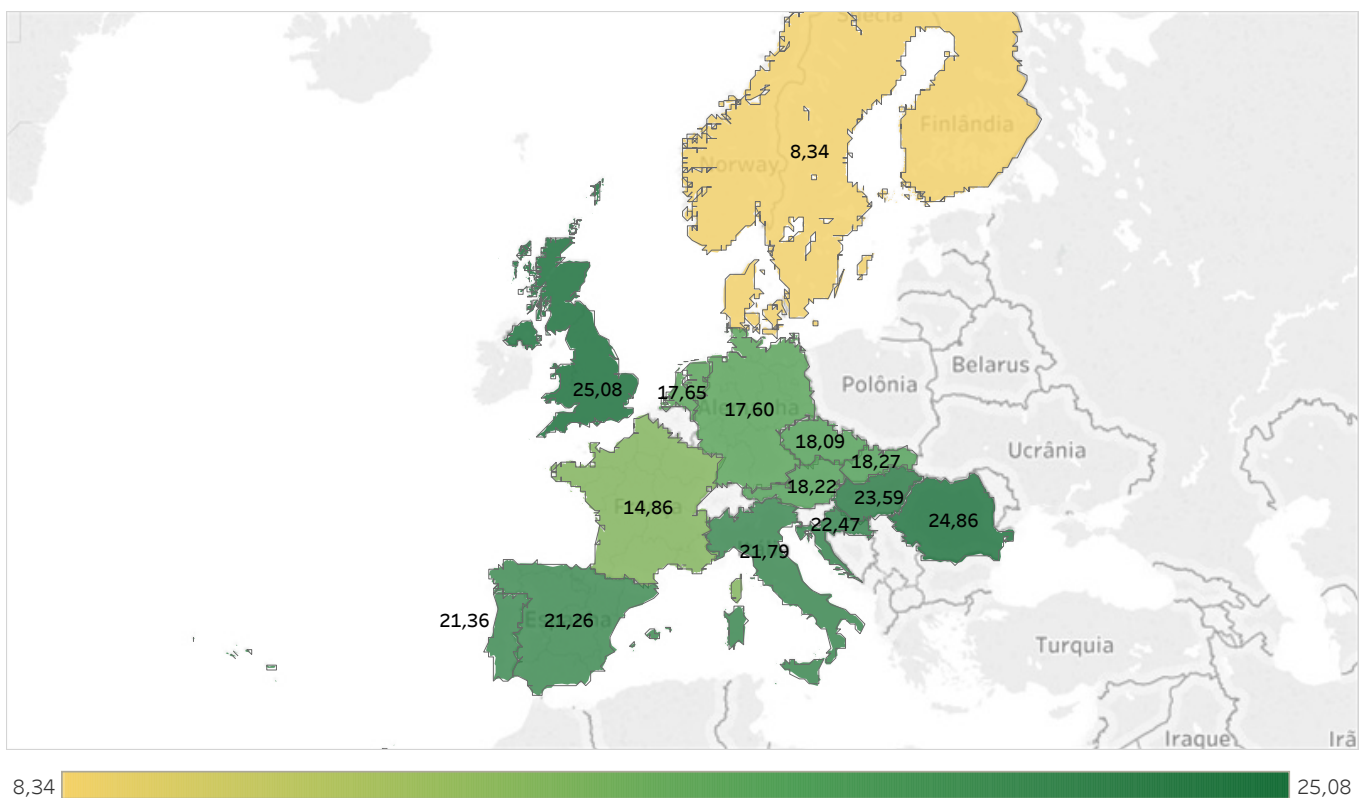 Suécia
Finlândia
8,34
Norway
Belarus
Polônia
25,08
17,65
17,60
Alemanha
18,09
Ucrânia
18,27
18,22
23,59
14,86
24,86
22,47
21,79
21,36
21,26
Turquia
Iraque
Irã
8,34
25,08